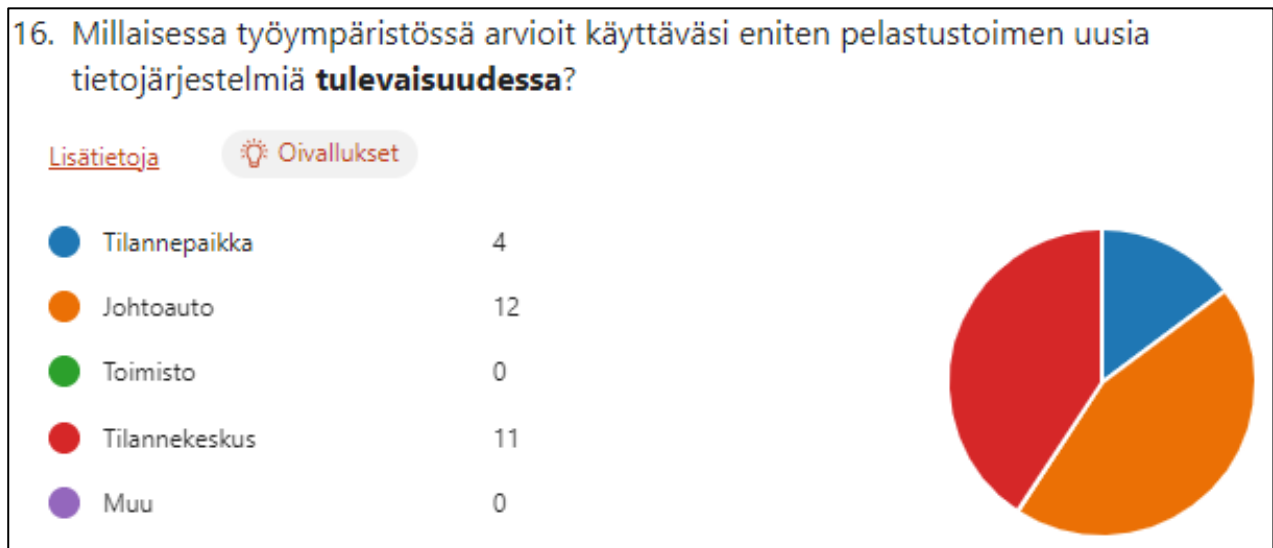 16. Millaisessa työympäristössä arvioit käyttäväsi eniten pelastustoimen uusia
tietojärjestelmiä tulevaisuudessa?
Lisätietoja Oivallukset
Tilannepaikka 4
Johtoauto 12
Toimisto 0
Tilannekeskus 11
Muu 0